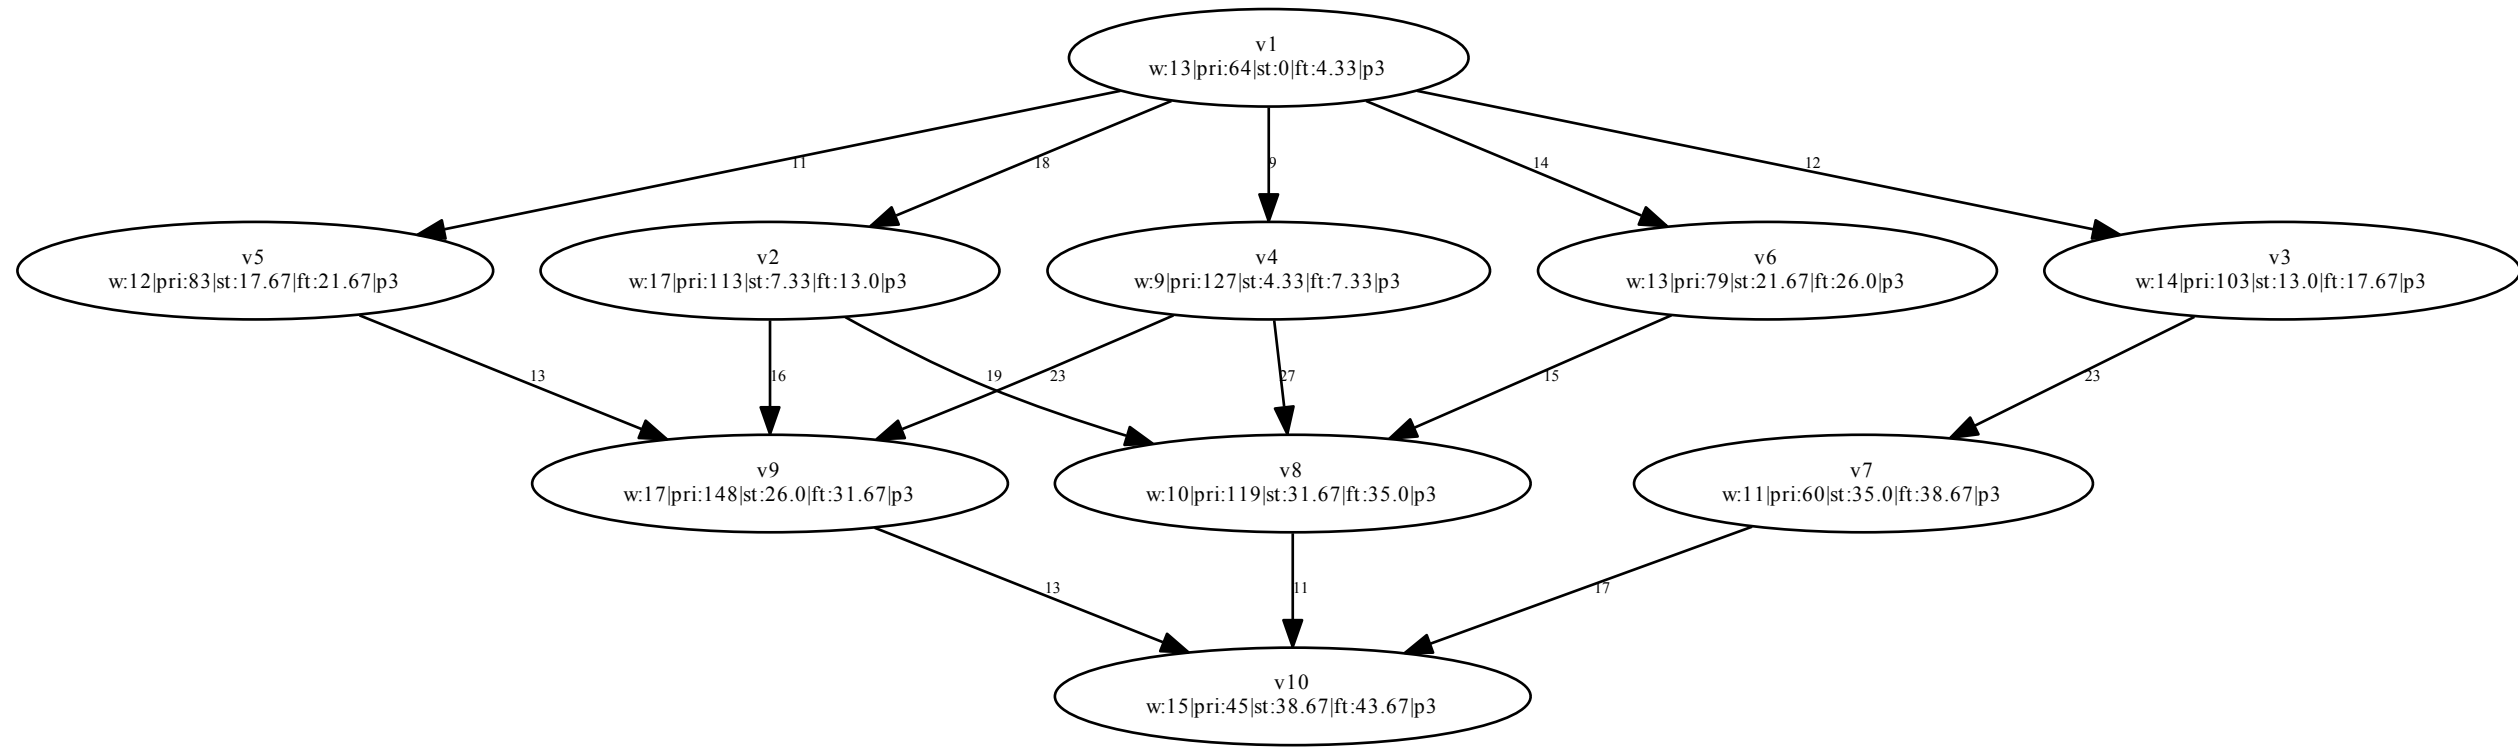 v1
w:13|pri:64|st:0|ft:4.33|p3
11
18
9
14
12
v5
w:12|pri:83|st:17.67|ft:21.67|p3
v2
w:17|pri:113|st:7.33|ft:13.0|p3
v4
w:9|pri:127|st:4.33|ft:7.33|p3
v6
w:13|pri:79|st:21.67|ft:26.0|p3
v3
w:14|pri:103|st:13.0|ft:17.67|p3
13
16
19
23
27
15
23
v9
w:17|pri:148|st:26.0|ft:31.67|p3
v8
w:10|pri:119|st:31.67|ft:35.0|p3
v7
w:11|pri:60|st:35.0|ft:38.67|p3
13
11
17
v10
w:15|pri:45|st:38.67|ft:43.67|p3